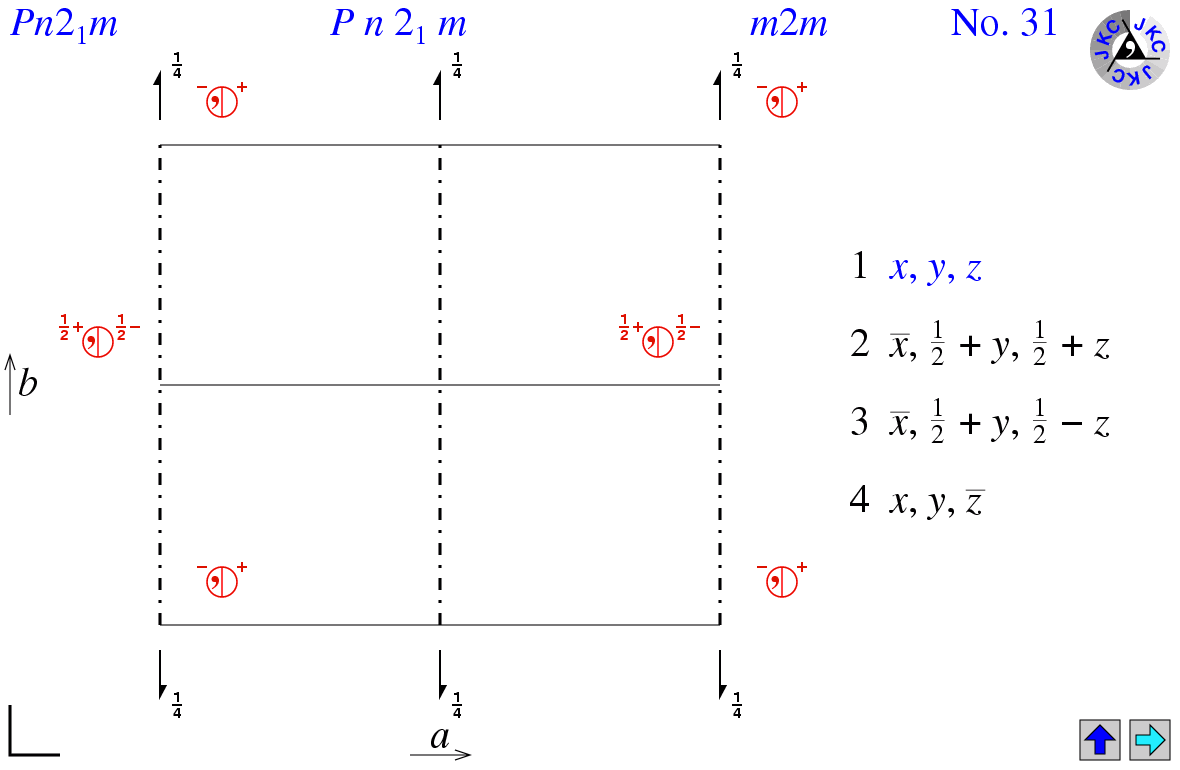 Pn2₁m P n 2₁ m m2m No. 31
JKC JKC JKC
¼ ¼ ¼
− + − +
1 x, y, z
½+ ½− ½+ ½−
2 x̅, ½ + y, ½ + z
b
3 x̅, ½ + y, ½ − z
4 x, y, z̅
− + − +
¼ ¼ ¼
a